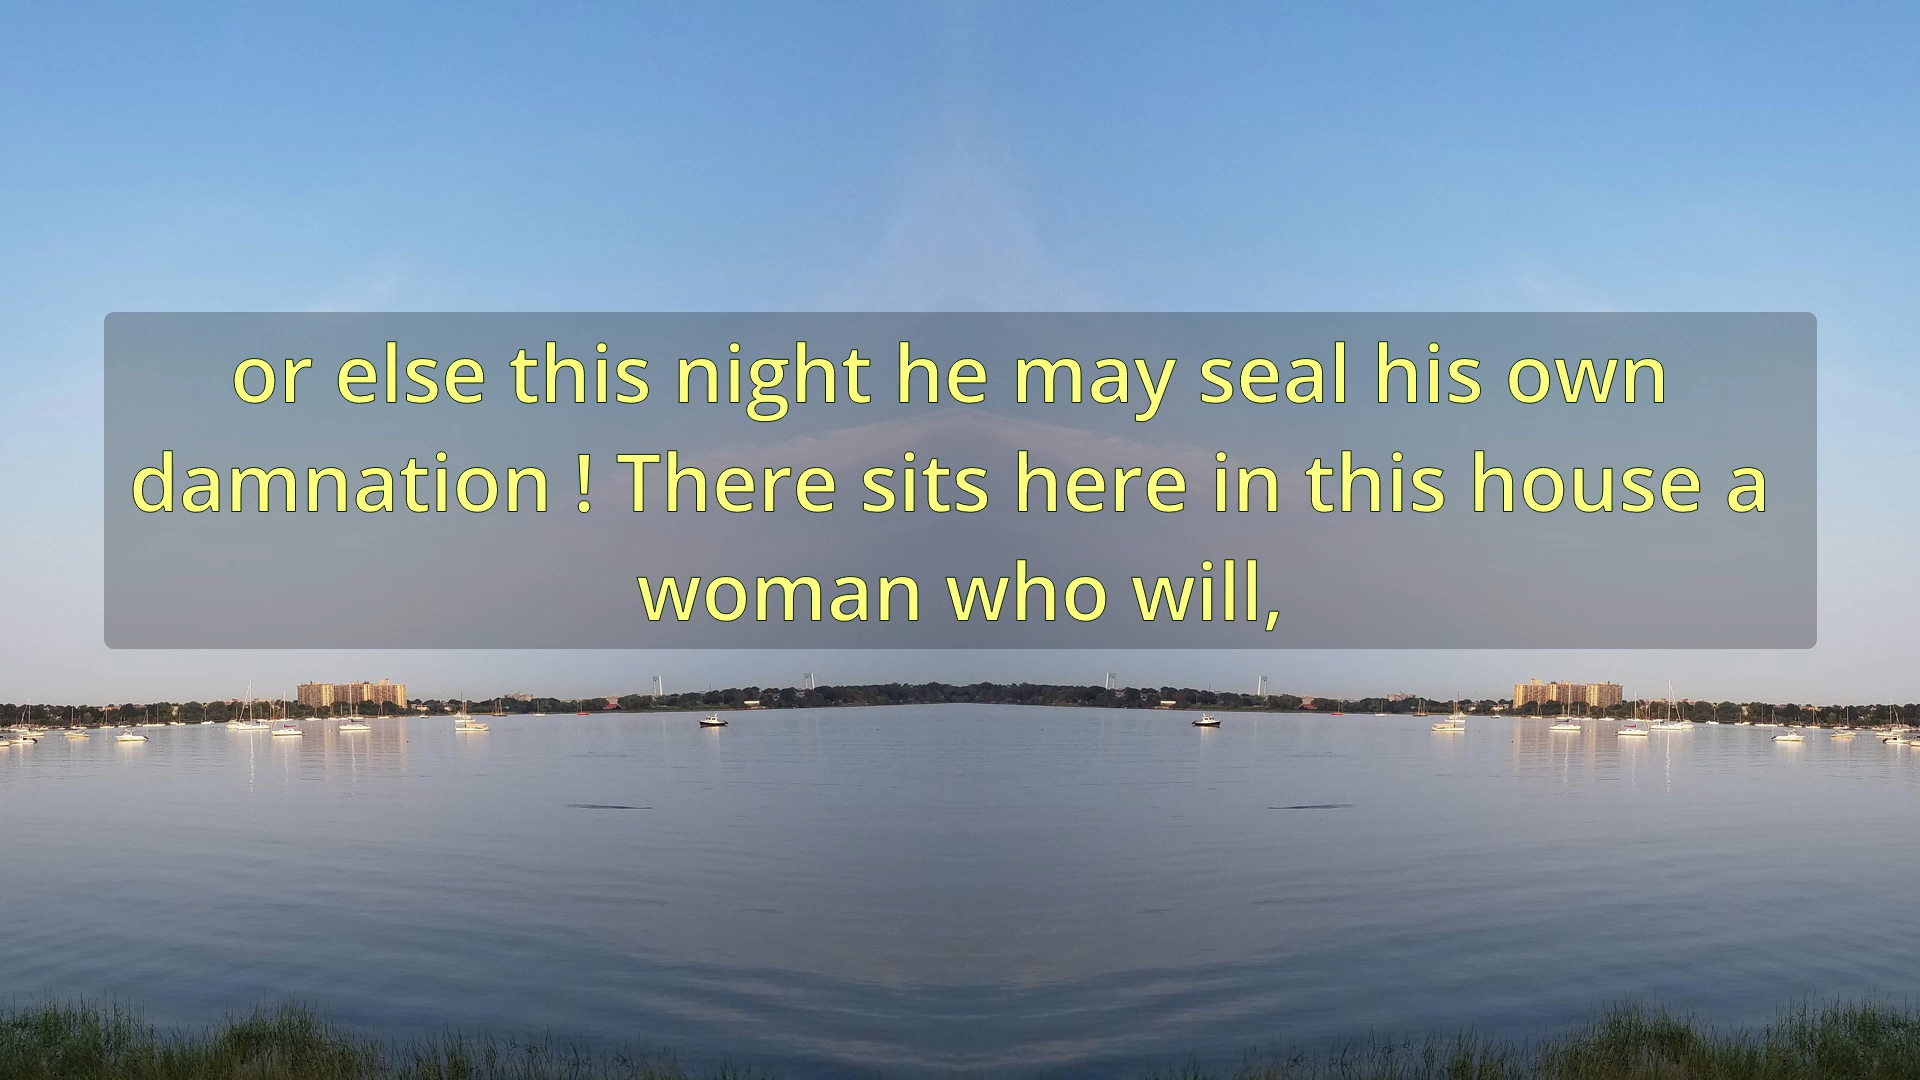 or else this night he may seal his own
damnation ! There sits here in this house a
woman who will,